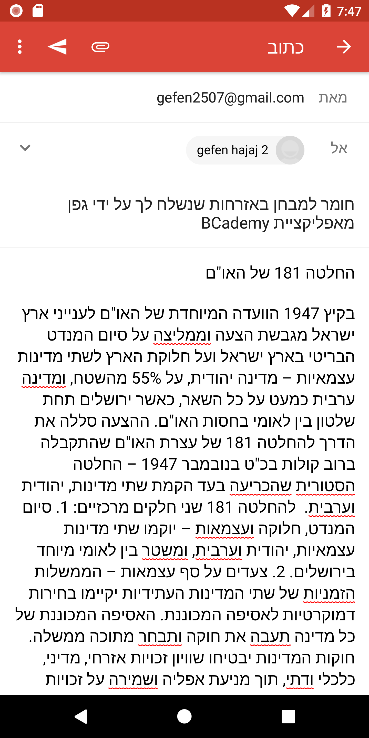 7:47
כתוב
מאת gefen2507@gmail.com
אל gefen hajaj 2
חומר למבחן באזרחות שנשלח לך על ידי גפן
מאפליקציית BCademy
החלטה 181 של האו"ם
בקיץ 1947 הוועדה המיוחדת של האו"ם לענייני ארץ
ישראל מגבשת הצעה וממליצה על סיום המנדט
הבריטי בארץ ישראל ועל חלוקת הארץ לשתי מדינות
עצמאיות – מדינה יהודית, על 55% מהשטח, ומדינה
ערבית כמעט על כל השאר, כאשר ירושלים תחת
שלטון בין לאומי בחסות האו"ם. ההצעה סללה את
הדרך להחלטה 181 של עצרת האו"ם שהתקבלה
ברוב קולות בכ"ט בנובמבר 1947 – החלטה
הסטורית שהכריעה בעד הקמת שתי מדינות, יהודית
וערבית. להחלטה 181 שני חלקים מרכזיים: 1. סיום
המנדט, חלוקה ועצמאות – יוקמו שתי מדינות
עצמאיות, יהודית וערבית, ומשטר בין לאומי מיוחד
בירושלים. 2. צעדים על סף עצמאות – הממשלות
הזמניות של שתי המדינות העתידיות יקיימו בחירות
דמוקרטיות לאסיפה המכוננת. האסיפה המכוננת של
כל מדינה תעבה את חוקה ותבחר מתוכה ממשלה.
חוקות המדינות יבטיחו שוויון זכויות אזרחי, מדיני,
כלכלי ודתי, תוך מניעת אפליה ושמירה על זכויות